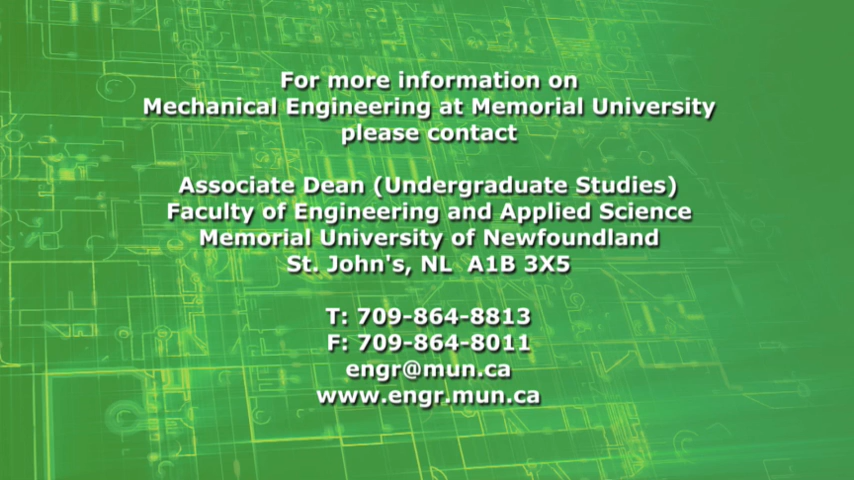 For more information on
Mechanical Engineering at Memorial University
please contact
Associate Dean (Undergraduate Studies)
Faculty of Engineering and Applied Science
Memorial University of Newfoundland
St. John's, NL  A1B 3X5
T: 709-864-8813
F: 709-864-8011
engr@mun.ca
www.engr.mun.ca